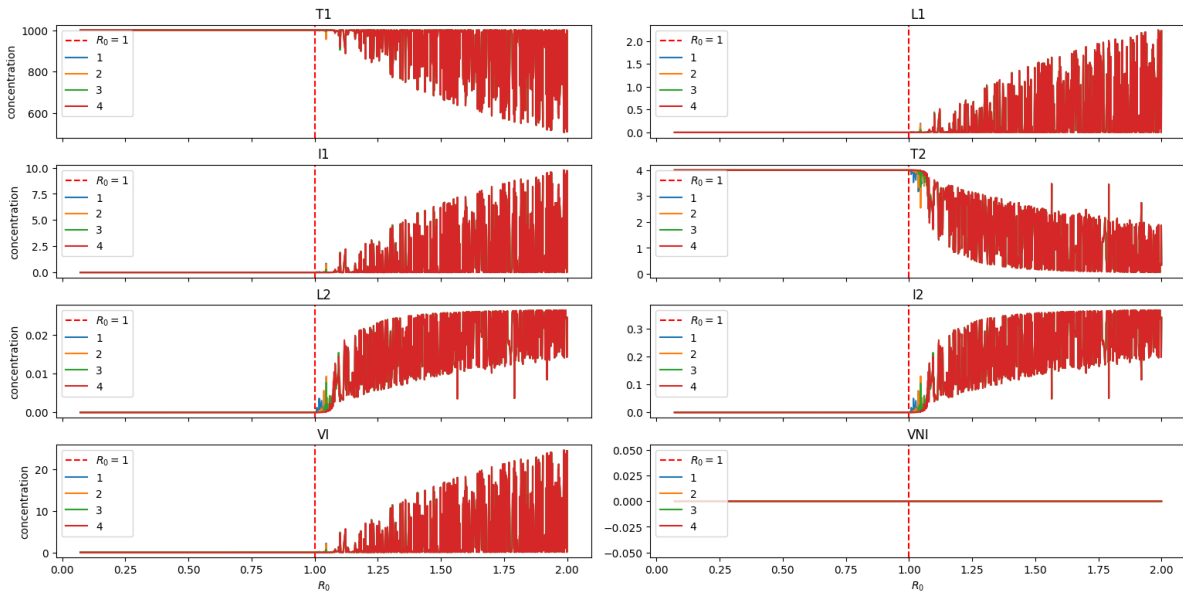 T1
concentration
1000
800
600
R₀ = 1
1
2
3
4
L1
2.0
1.5
1.0
0.5
0.0
R₀ = 1
1
2
3
4
I1
concentration
10.0
7.5
5.0
2.5
0.0
R₀ = 1
1
2
3
4
T2
4
3
2
1
0
R₀ = 1
1
2
3
4
L2
concentration
0.02
0.01
0.00
R₀ = 1
1
2
3
4
I2
0.3
0.2
0.1
0.0
R₀ = 1
1
2
3
4
VI
concentration
20
10
0
R₀ = 1
1
2
3
4
0.00 0.25 0.50 0.75 1.00 1.25 1.50 1.75 2.00
R₀
VNI
0.050
0.025
0.000
−0.025
−0.050
R₀ = 1
1
2
3
4
0.00 0.25 0.50 0.75 1.00 1.25 1.50 1.75 2.00
R₀